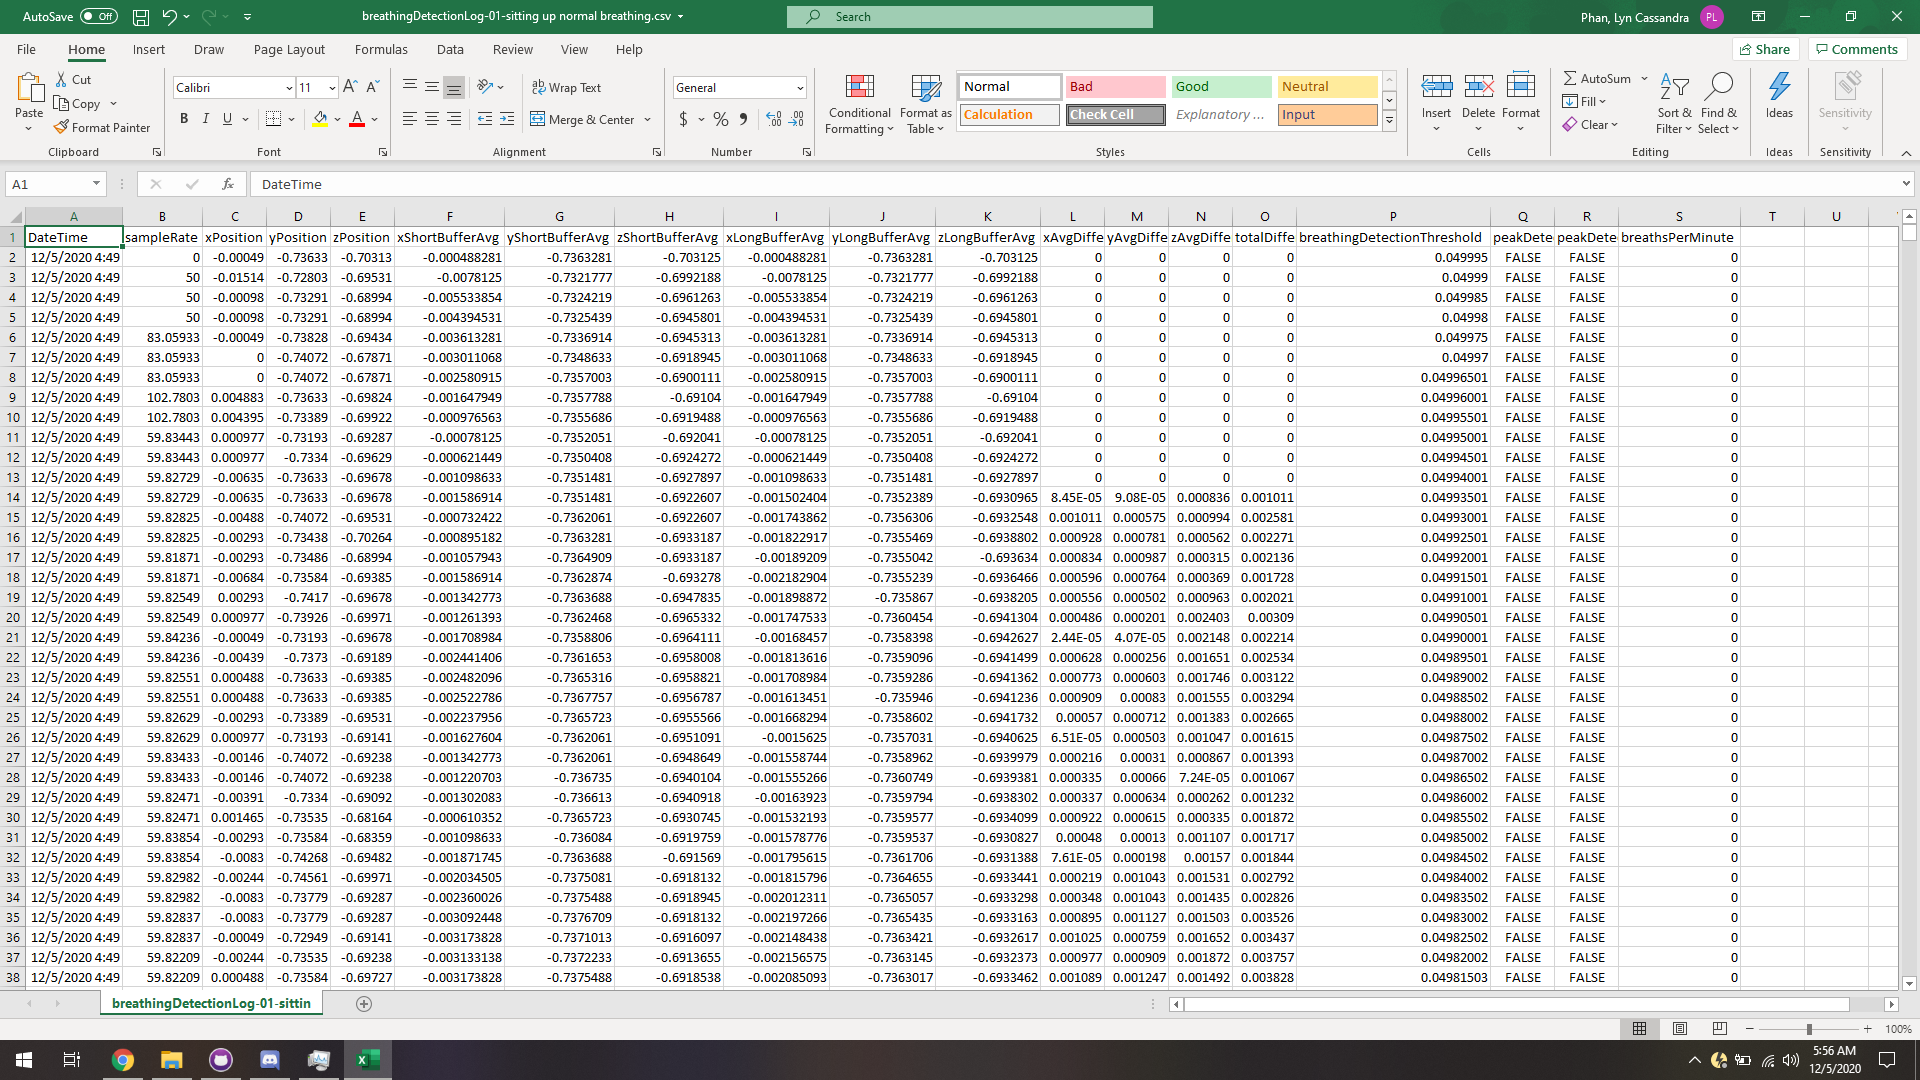 AutoSave Off breathingDetectionLog-01-sitting up normal breathing.csv Search Phan, Lyn Cassandra PL
File Home Insert Draw Page Layout Formulas Data Review View Help Share Comments
Paste Cut Copy Format Painter Clipboard
Calibri 11 A A B I U A Font
Wrap Text Merge & Center Alignment
General $ % Number
Conditional Formatting Format as Table Normal Bad Good Neutral Calculation Check Cell Explanatory ... Input Styles
Insert Delete Format Cells
AutoSum Fill Clear Sort & Filter Find & Select Editing
Ideas Ideas Sensitivity Sensitivity
A1 fx DateTime
A B C D E F G H I J K L M N O P Q R S T U
1 DateTime sampleRate xPosition yPosition zPosition xShortBufferAvg yShortBufferAvg zShortBufferAvg xLongBufferAvg yLongBufferAvg zLongBufferAvg xAvgDiffe yAvgDiffe zAvgDiffe totalDiffe breathingDetectionThreshold peakDete peakDete breathsPerMinute
2 12/5/2020 4:49 0 -0.00049 -0.73633 -0.70313 -0.000488281 -0.7363281 -0.703125 -0.000488281 -0.7363281 -0.703125 0 0 0 0 0.049995 FALSE FALSE 0
3 12/5/2020 4:49 50 -0.01514 -0.72803 -0.69531 -0.0078125 -0.7321777 -0.6992188 -0.0078125 -0.7321777 -0.6992188 0 0 0 0 0.04999 FALSE FALSE 0
4 12/5/2020 4:49 50 -0.00098 -0.73291 -0.68994 -0.005533854 -0.7324219 -0.6961263 -0.005533854 -0.7324219 -0.6961263 0 0 0 0 0.049985 FALSE FALSE 0
5 12/5/2020 4:49 50 -0.00098 -0.73291 -0.68994 -0.004394531 -0.7325439 -0.6945801 -0.004394531 -0.7325439 -0.6945801 0 0 0 0 0.04998 FALSE FALSE 0
6 12/5/2020 4:49 83.05933 -0.00049 -0.73828 -0.69434 -0.003613281 -0.7336914 -0.6945313 -0.003613281 -0.7336914 -0.6945313 0 0 0 0 0.049975 FALSE FALSE 0
7 12/5/2020 4:49 83.05933 0 -0.74072 -0.67871 -0.003011068 -0.7348633 -0.6918945 -0.003011068 -0.7348633 -0.6918945 0 0 0 0 0.04997 FALSE FALSE 0
8 12/5/2020 4:49 83.05933 0 -0.74072 -0.67871 -0.002580915 -0.7357003 -0.6900111 -0.002580915 -0.7357003 -0.6900111 0 0 0 0 0.04996501 FALSE FALSE 0
9 12/5/2020 4:49 102.7803 0.004883 -0.73633 -0.69824 -0.001647949 -0.7357788 -0.69104 -0.001647949 -0.7357788 -0.69104 0 0 0 0 0.04996001 FALSE FALSE 0
10 12/5/2020 4:49 102.7803 0.004395 -0.73389 -0.69922 -0.000976563 -0.7355686 -0.6919488 -0.000976563 -0.7355686 -0.6919488 0 0 0 0 0.04995501 FALSE FALSE 0
11 12/5/2020 4:49 59.83443 0.000977 -0.73193 -0.69287 -0.00078125 -0.7352051 -0.692041 -0.00078125 -0.7352051 -0.692041 0 0 0 0 0.04995001 FALSE FALSE 0
12 12/5/2020 4:49 59.83443 0.000977 -0.7334 -0.69629 -0.000621449 -0.7350408 -0.6924272 -0.000621449 -0.7350408 -0.6924272 0 0 0 0 0.04994501 FALSE FALSE 0
13 12/5/2020 4:49 59.82729 -0.00635 -0.73633 -0.69678 -0.001098633 -0.7351481 -0.6927897 -0.001098633 -0.7351481 -0.6927897 0 0 0 0 0.04994001 FALSE FALSE 0
14 12/5/2020 4:49 59.82729 -0.00635 -0.73633 -0.69678 -0.001586914 -0.7351481 -0.6922607 -0.001502404 -0.7352389 -0.6930965 8.45E-05 9.08E-05 0.000836 0.001011 0.04993501 FALSE FALSE 0
15 12/5/2020 4:49 59.82825 -0.00488 -0.74072 -0.69531 -0.000732422 -0.7362061 -0.6922607 -0.001743862 -0.7356306 -0.6932548 0.001011 0.000575 0.000994 0.002581 0.04993001 FALSE FALSE 0
16 12/5/2020 4:49 59.82825 -0.00293 -0.73438 -0.70264 -0.000895182 -0.7363281 -0.6933187 -0.001822917 -0.7355469 -0.6938802 0.000928 0.000781 0.000562 0.002271 0.04992501 FALSE FALSE 0
17 12/5/2020 4:49 59.81871 -0.00293 -0.73486 -0.68994 -0.001057943 -0.7364909 -0.6933187 -0.00189209 -0.7355042 -0.693634 0.000834 0.000987 0.000315 0.002136 0.04992001 FALSE FALSE 0
18 12/5/2020 4:49 59.81871 -0.00684 -0.73584 -0.69385 -0.001586914 -0.7362874 -0.693278 -0.002182904 -0.7355239 -0.6936466 0.000596 0.000764 0.000369 0.001728 0.04991501 FALSE FALSE 0
19 12/5/2020 4:49 59.82549 0.00293 -0.7417 -0.69678 -0.001342773 -0.7363688 -0.6947835 -0.001898872 -0.735867 -0.6938205 0.000556 0.000502 0.000963 0.002021 0.04991001 FALSE FALSE 0
20 12/5/2020 4:49 59.82549 0.000977 -0.73926 -0.69971 -0.001261393 -0.7362468 -0.6965332 -0.001747533 -0.7360454 -0.6941304 0.000486 0.000201 0.002403 0.00309 0.04990501 FALSE FALSE 0
21 12/5/2020 4:49 59.84236 -0.00049 -0.73193 -0.69678 -0.001708984 -0.7358806 -0.6964111 -0.00168457 -0.7358398 -0.6942627 2.44E-05 4.07E-05 0.002148 0.002214 0.04990001 FALSE FALSE 0
22 12/5/2020 4:49 59.84236 -0.00439 -0.7373 -0.69189 -0.002441406 -0.7361653 -0.6958008 -0.001813616 -0.7359096 -0.6941499 0.000628 0.000256 0.001651 0.002534 0.04989501 FALSE FALSE 0
23 12/5/2020 4:49 59.82551 0.000488 -0.73633 -0.69385 -0.002482096 -0.7365316 -0.6958821 -0.001708984 -0.7359286 -0.6941362 0.000773 0.000603 0.001746 0.003122 0.04989002 FALSE FALSE 0
24 12/5/2020 4:49 59.82551 0.000488 -0.73633 -0.69385 -0.002522786 -0.7367757 -0.6956787 -0.001613451 -0.735946 -0.6941236 0.000909 0.00083 0.001555 0.003294 0.04988502 FALSE FALSE 0
25 12/5/2020 4:49 59.82629 -0.00293 -0.73389 -0.69531 -0.002237956 -0.7365723 -0.6955566 -0.001668294 -0.7358602 -0.6941732 0.00057 0.000712 0.001383 0.002665 0.04988002 FALSE FALSE 0
26 12/5/2020 4:49 59.82629 0.000977 -0.73193 -0.69141 -0.001627604 -0.7362061 -0.6951091 -0.0015625 -0.7357031 -0.6940625 6.51E-05 0.000503 0.001047 0.001615 0.04987502 FALSE FALSE 0
27 12/5/2020 4:49 59.83433 -0.00146 -0.74072 -0.69238 -0.001342773 -0.7362061 -0.6948649 -0.001558744 -0.7358962 -0.6939979 0.000216 0.00031 0.000867 0.001393 0.04987002 FALSE FALSE 0
28 12/5/2020 4:49 59.83433 -0.00146 -0.74072 -0.69238 -0.001220703 -0.736735 -0.6940104 -0.001555266 -0.7360749 -0.6939381 0.000335 0.00066 7.24E-05 0.001067 0.04986502 FALSE FALSE 0
29 12/5/2020 4:49 59.82471 -0.00391 -0.7334 -0.69092 -0.001302083 -0.736613 -0.6940918 -0.00163923 -0.7359794 -0.6938302 0.000337 0.000634 0.000262 0.001232 0.04986002 FALSE FALSE 0
30 12/5/2020 4:49 59.82471 0.001465 -0.73535 -0.68164 -0.000610352 -0.7365723 -0.6930745 -0.001532193 -0.7359577 -0.6934099 0.000922 0.000615 0.000335 0.001872 0.04985502 FALSE FALSE 0
31 12/5/2020 4:49 59.83854 -0.00293 -0.73584 -0.68359 -0.001098633 -0.736084 -0.6919759 -0.001578776 -0.7359537 -0.6930827 0.00048 0.00013 0.001107 0.001717 0.04985002 FALSE FALSE 0
32 12/5/2020 4:49 59.83854 -0.0083 -0.74268 -0.69482 -0.001871745 -0.7363688 -0.691569 -0.001795615 -0.7361706 -0.6931388 7.61E-05 0.000198 0.00157 0.001844 0.04984502 FALSE FALSE 0
33 12/5/2020 4:49 59.82982 -0.00244 -0.74561 -0.69971 -0.002034505 -0.7375081 -0.6918132 -0.001815796 -0.7364655 -0.6933441 0.000219 0.001043 0.001531 0.002792 0.04984002 FALSE FALSE 0
34 12/5/2020 4:49 59.82982 -0.0083 -0.73779 -0.69287 -0.002360026 -0.7375488 -0.6918945 -0.002012311 -0.7365057 -0.6933298 0.000348 0.001043 0.001435 0.002826 0.04983502 FALSE FALSE 0
35 12/5/2020 4:49 59.82837 -0.0083 -0.73779 -0.69287 -0.003092448 -0.7376709 -0.6918132 -0.002197266 -0.7365435 -0.6933163 0.000895 0.001127 0.001503 0.003526 0.04983002 FALSE FALSE 0
36 12/5/2020 4:49 59.82837 -0.00049 -0.72949 -0.69141 -0.003173828 -0.7371013 -0.6916097 -0.002148438 -0.7363421 -0.6932617 0.001025 0.000759 0.001652 0.003437 0.04982502 FALSE FALSE 0
37 12/5/2020 4:49 59.82209 -0.00244 -0.73535 -0.69238 -0.003133138 -0.7372233 -0.6913655 -0.002156575 -0.7363145 -0.6932373 0.000977 0.000909 0.001872 0.003757 0.04982002 FALSE FALSE 0
38 12/5/2020 4:49 59.82209 0.000488 -0.73584 -0.69727 -0.003173828 -0.7375488 -0.6918538 -0.002085093 -0.7363017 -0.6933462 0.001089 0.001247 0.001492 0.003828 0.04981503 FALSE FALSE 0
breathingDetectionLog-01-sittin
100%
5:56 AM
12/5/2020